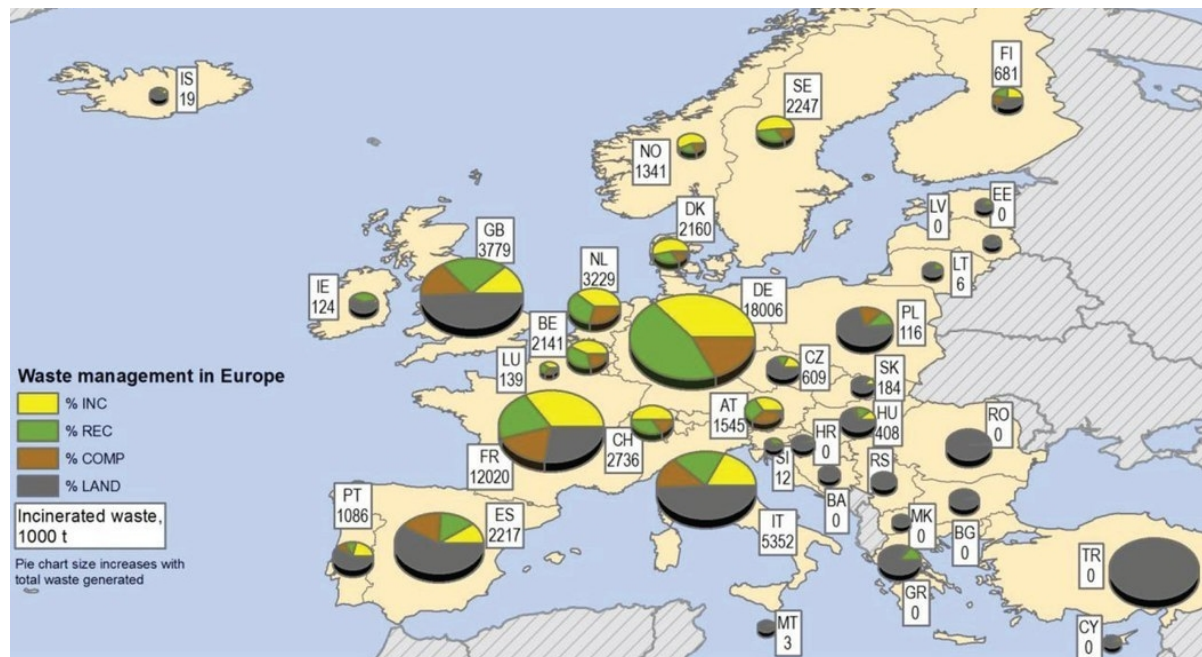 IS
19
FI
681
SE
2247
NO
1341
LV
0
EE
0
DK
2160
GB
3779
NL
3229
LT
6
IE
124
DE
18006
PL
116
BE
2141
LU
139
CZ
609
SK
184
Waste management in Europe
% INC
% REC
% COMP
% LAND
Incinerated waste,
1000 t
Pie chart size increases with
total waste generated
AT
1545
HU
408
RO
0
HR
0
FR
12020
CH
2736
SI
12
RS
0
BA
0
PT
1086
ES
2217
IT
5352
MK
0
BG
0
GR
0
TR
0
MT
3
CY
0